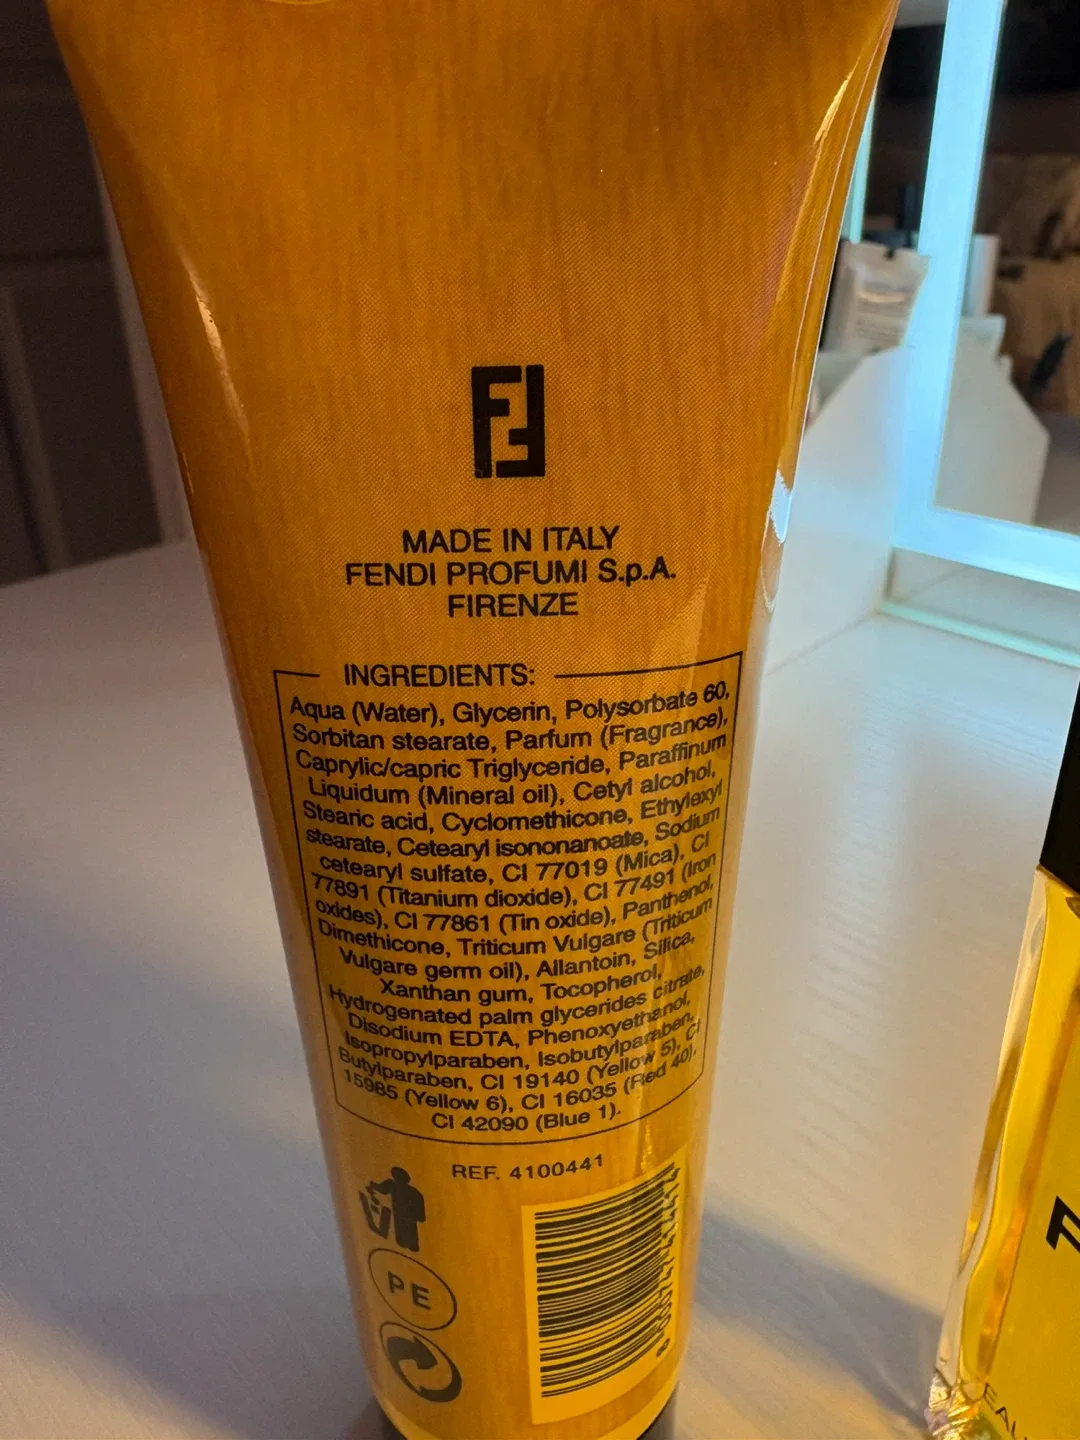 MADE IN ITALY
FENDI PROFUMI S.p.A.
FIRENZE
INGREDIENTS:
Aqua (Water), Glycerin, Polysorbate 60,
Sorbitan stearate, Parfum (Fragrance),
Caprylic/capric Triglyceride, Paraffinum
Liquidum (Mineral oil), Cetyl alcohol,
Stearic acid, Cyclomethicone, Ethylexyl
stearate, Cetearyl isononanoate, Sodium
cetearyl sulfate, CI 77019 (Mica), CI
77891 (Titanium dioxide), CI 77491 (Iron
oxides), CI 77861 (Tin oxide), Panthenol,
Dimethicone, Triticum Vulgare (Triticum
Vulgare germ oil), Allantoin, Silica,
Xanthan gum, Tocopherol,
Hydrogenated palm glycerides citrate,
Disodium EDTA, Phenoxyethanol,
Isopropylparaben, Isobutylparaben,
Butylparaben, CI 19140 (Yellow 5), CI
15985 (Yellow 6), CI 16035 (Red 40),
CI 42090 (Blue 1).
REF. 4100441
PE
EAU